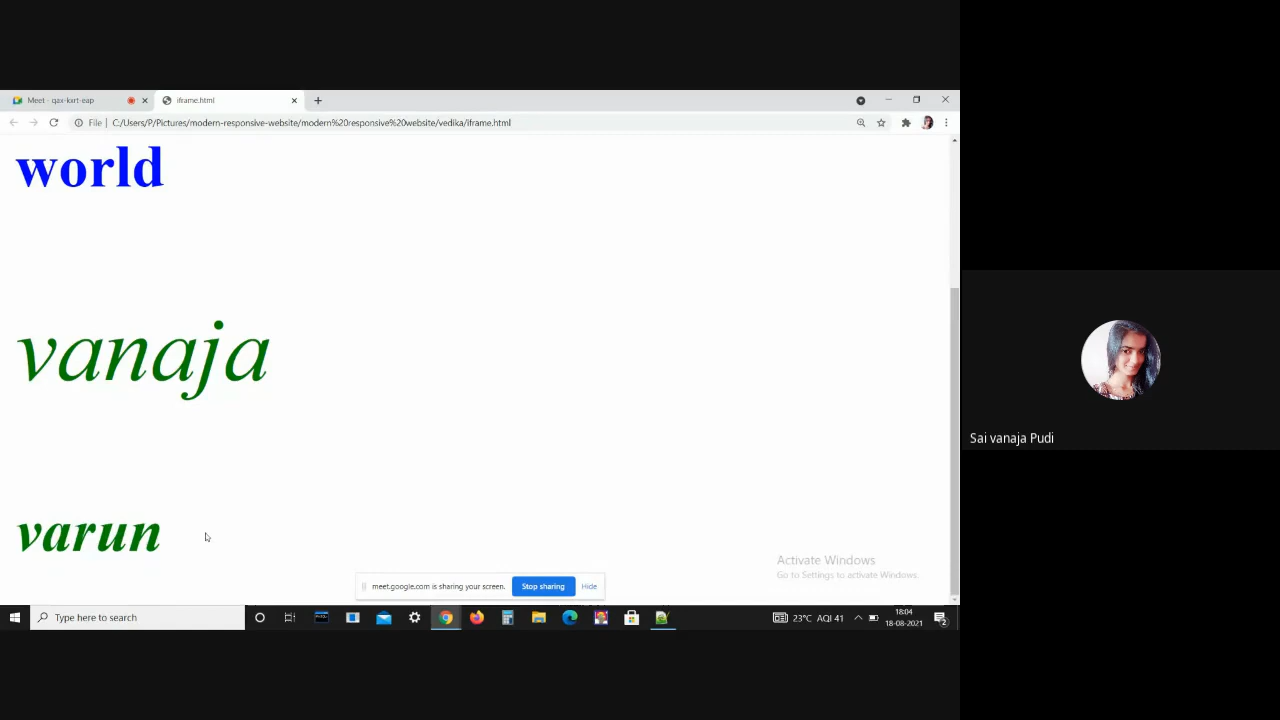 Meet - qax-kxrt-eap
iframe.html
File | C:/Users/P/Pictures/modern-responsive-website/modern%20responsive%20website/vedika/iframe.html
world
vanaja
varun
Sai vanaja Pudi
Activate Windows
Go to Settings to activate Windows.
meet.google.com is sharing your screen.
Stop sharing
Hide
Type here to search
23°C AQI 41
18:04
18-08-2021
2